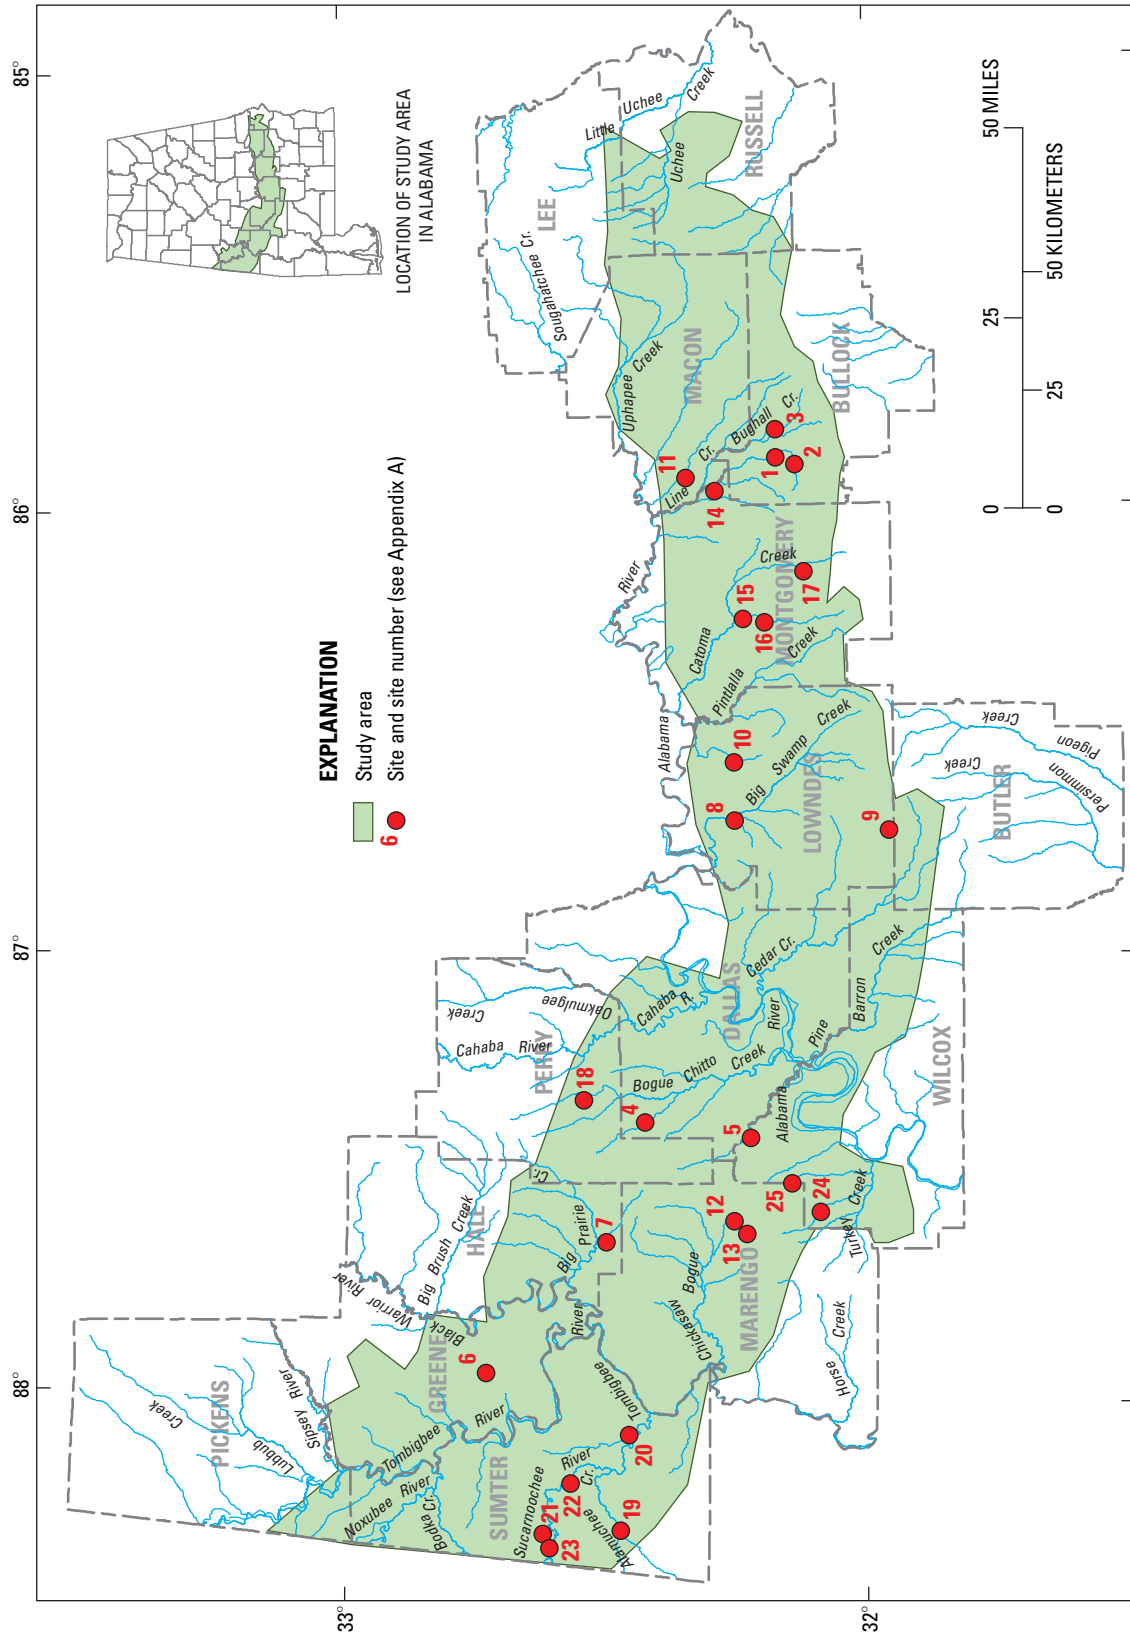 88°
87°
86°
85°
33°
32°
EXPLANATION
Study area
6
Site and site number (see Appendix A)
LOCATION OF STUDY AREA
IN ALABAMA
0
25
50 MILES
0
25
50 KILOMETERS
PICKENS
Lubbub
Creek
Sipsey River
Noxubee River
Bodka Cr.
Tombigbee
River
GREENE
Black
Warrior River
6
SUMTER
Sucarnoochee
River
21
23
22
Alamuchee
Cr.
19
20
Tombigbee
River
HALE
Big Brush Creek
Big
Prairie
Cr.
7
Chickasaw
Bogue
MARENGO
12
13
Horse
Creek
PERRY
Cahaba River
Oakmulgee
Creek
18
4
Bogue
Chitto
Creek
Cahaba
R.
DALLAS
Cedar Cr.
5
Alabama
River
25
24
Turkey
Creek
Pine
Barron
Creek
WILCOX
Alabama
River
8
10
Big
Swamp
Creek
LOWNDES
9
BUTLER
Persimmon
Creek
Pigeon
Creek
Pintlalla
Creek
Catoma
Creek
15
16
17
MONTGOMERY
Line
Cr.
11
14
Bughall
Cr.
1
2
3
BULLOCK
MACON
Uphapee
Creek
Sougahatchee Cr.
LEE
Little
Uchee
Creek
Uchee
RUSSELL